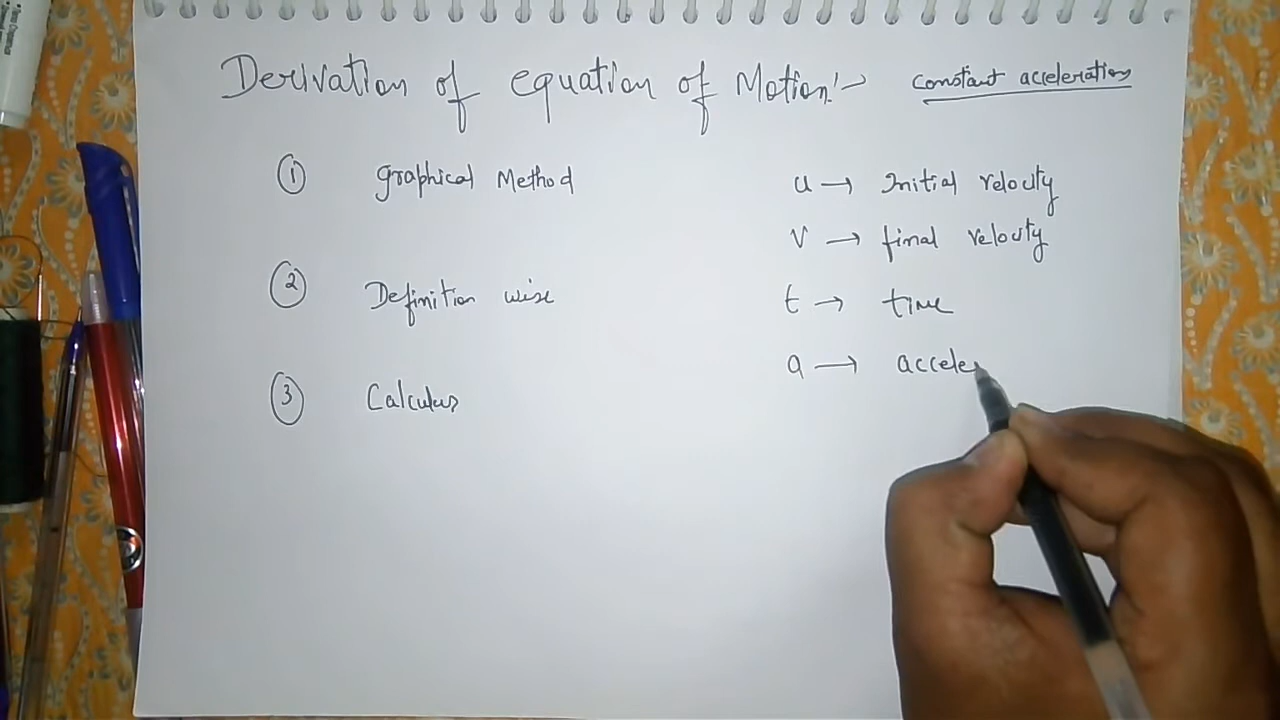 Derivation of equation of Motion:- constant acceleration
① Graphical Method
② Definition wise
③ Calculus
u → Initial velocity
v → final velocity
t → time
a → accele